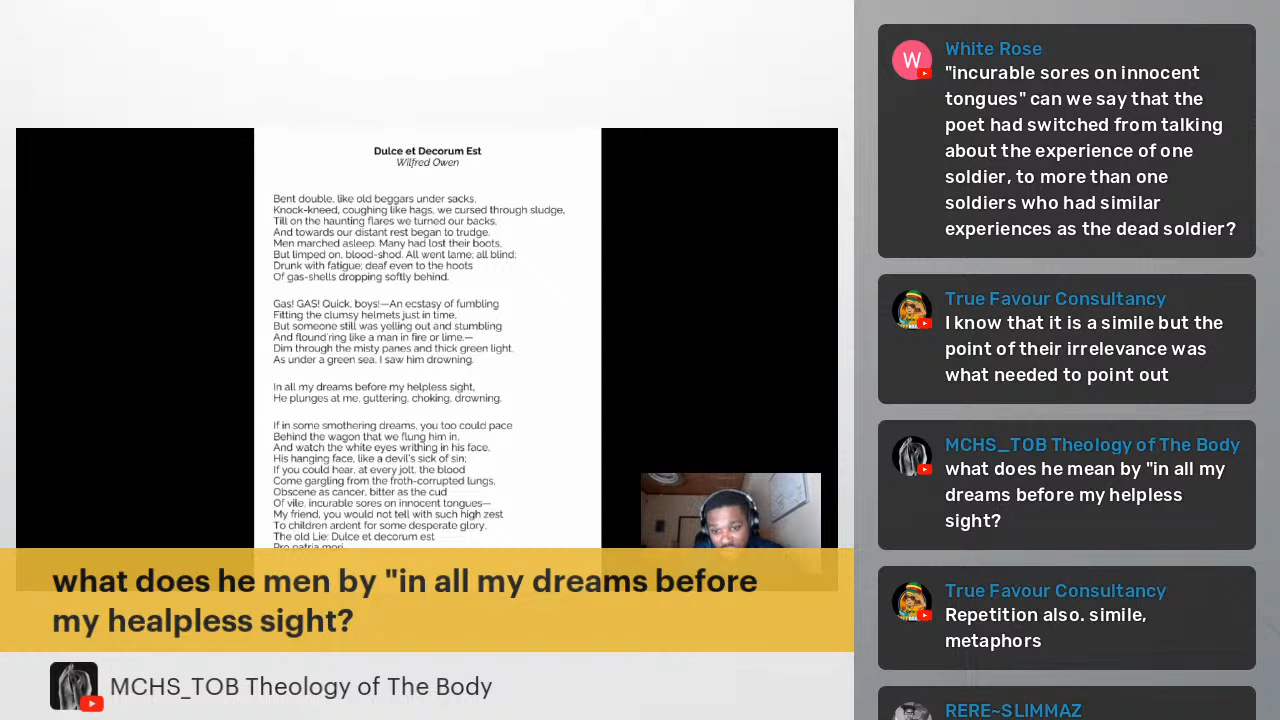 Dulce et Decorum Est
Wilfred Owen
Bent double, like old beggars under sacks,
Knock-kneed, coughing like hags, we cursed through sludge,
Till on the haunting flares we turned our backs,
And towards our distant rest began to trudge.
Men marched asleep. Many had lost their boots,
But limped on, blood-shod. All went lame; all blind;
Drunk with fatigue; deaf even to the hoots
Of gas-shells dropping softly behind.
Gas! GAS! Quick, boys!—An ecstasy of fumbling
Fitting the clumsy helmets just in time,
But someone still was yelling out and stumbling
And flound'ring like a man in fire or lime.—
Dim through the misty panes and thick green light,
As under a green sea, I saw him drowning.
In all my dreams before my helpless sight,
He plunges at me, guttering, choking, drowning.
If in some smothering dreams, you too could pace
Behind the wagon that we flung him in,
And watch the white eyes writhing in his face,
His hanging face, like a devil's sick of sin;
If you could hear, at every jolt, the blood
Come gargling from the froth-corrupted lungs,
Obscene as cancer, bitter as the cud
Of vile, incurable sores on innocent tongues—
My friend, you would not tell with such high zest
To children ardent for some desperate glory,
The old Lie: Dulce et decorum est
Pro patria mori
what does he men by "in all my dreams before
my healpless sight?
MCHS_TOB Theology of The Body
W
White Rose
"incurable sores on innocent
tongues" can we say that the
poet had switched from talking
about the experience of one
soldier, to more than one
soldiers who had similar
experiences as the dead soldier?
True Favour Consultancy
I know that it is a simile but the
point of their irrelevance was
what needed to point out
MCHS_TOB Theology of The Body
what does he mean by "in all my
dreams before my helpless
sight?
True Favour Consultancy
Repetition also. simile,
metaphors
RERE~SLIMMAZ